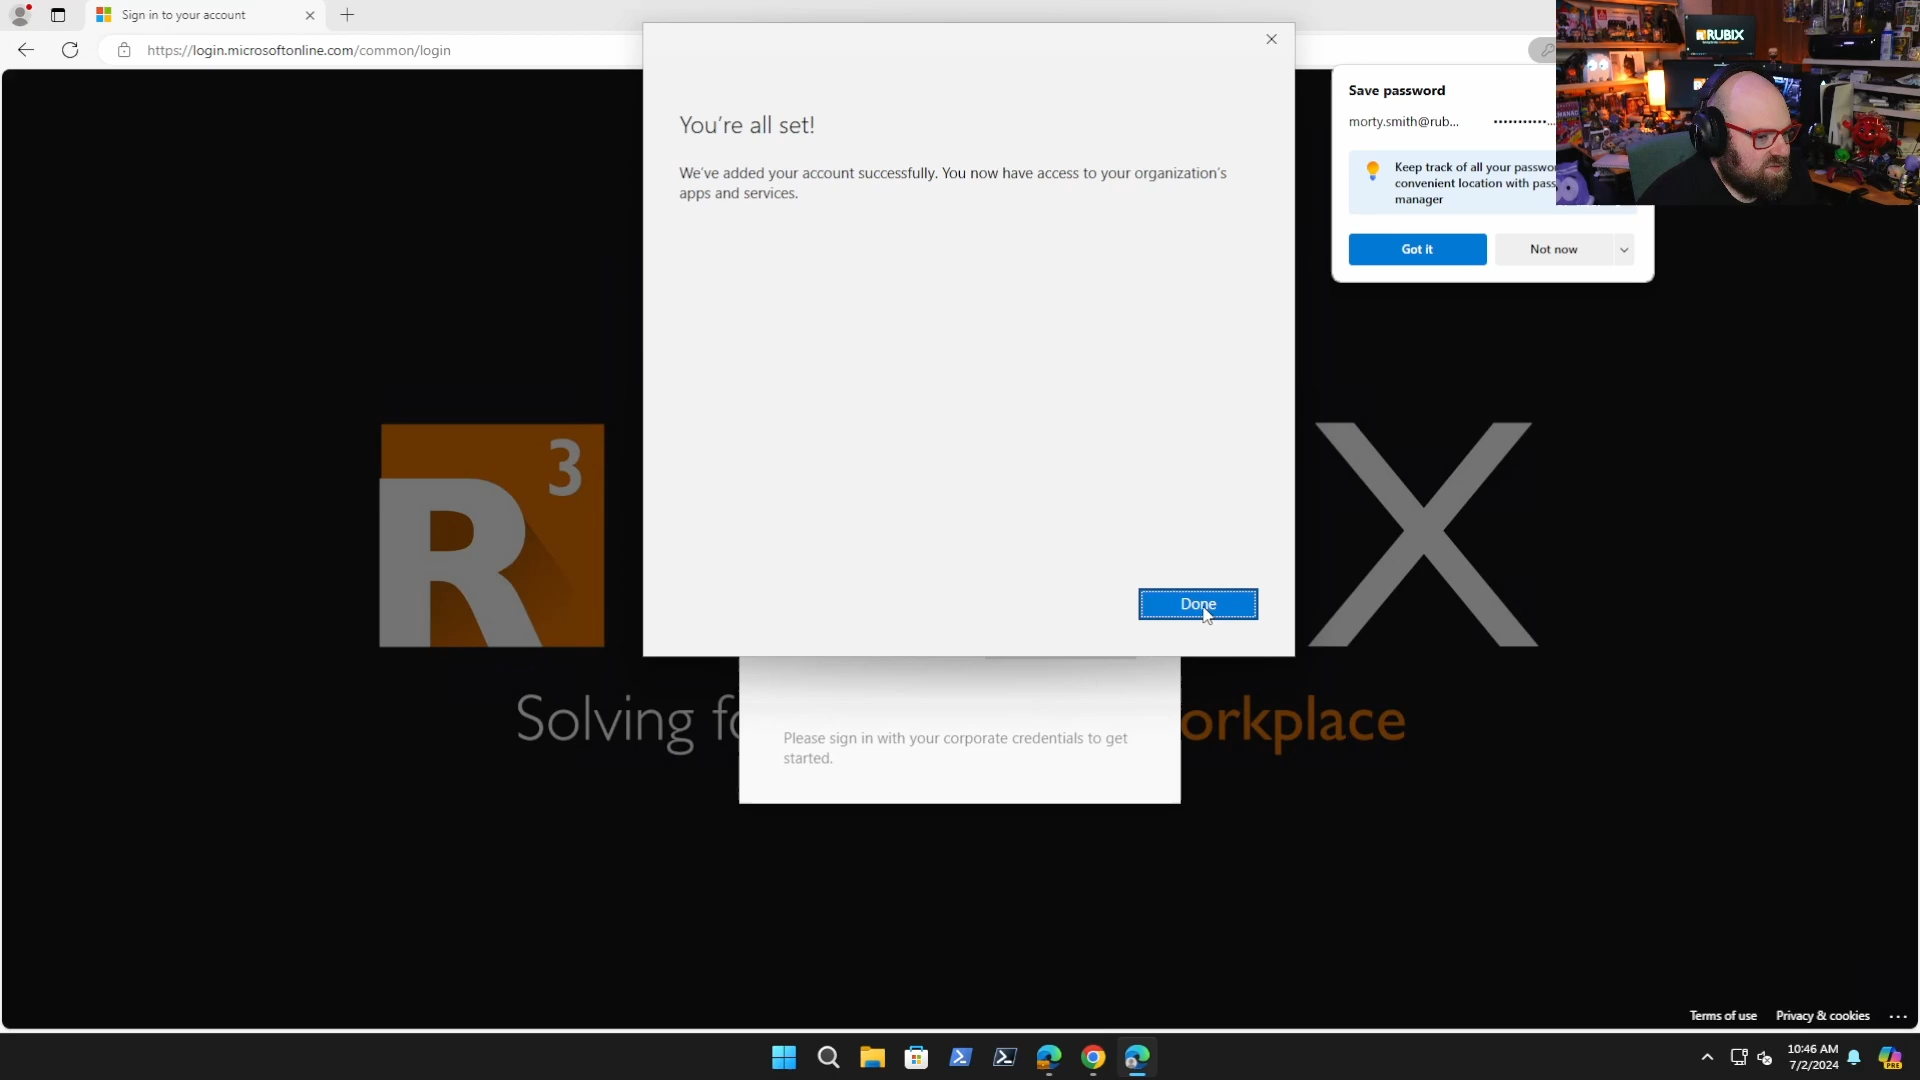 Sign in to your account
https://login.microsoftonline.com/common/login
RUBIX
Save password
morty.smith@rub...
Keep track of all your
convenient location with
manager
Got it
Not now
You're all set!
We've added your account successfully. You now have access to your organization's
apps and services.
Done
R 3
X
Solving
Please sign in with your corporate credentials to get
started.
Terms of use
Privacy & cookies
10:46 AM
7/2/2024
PRE